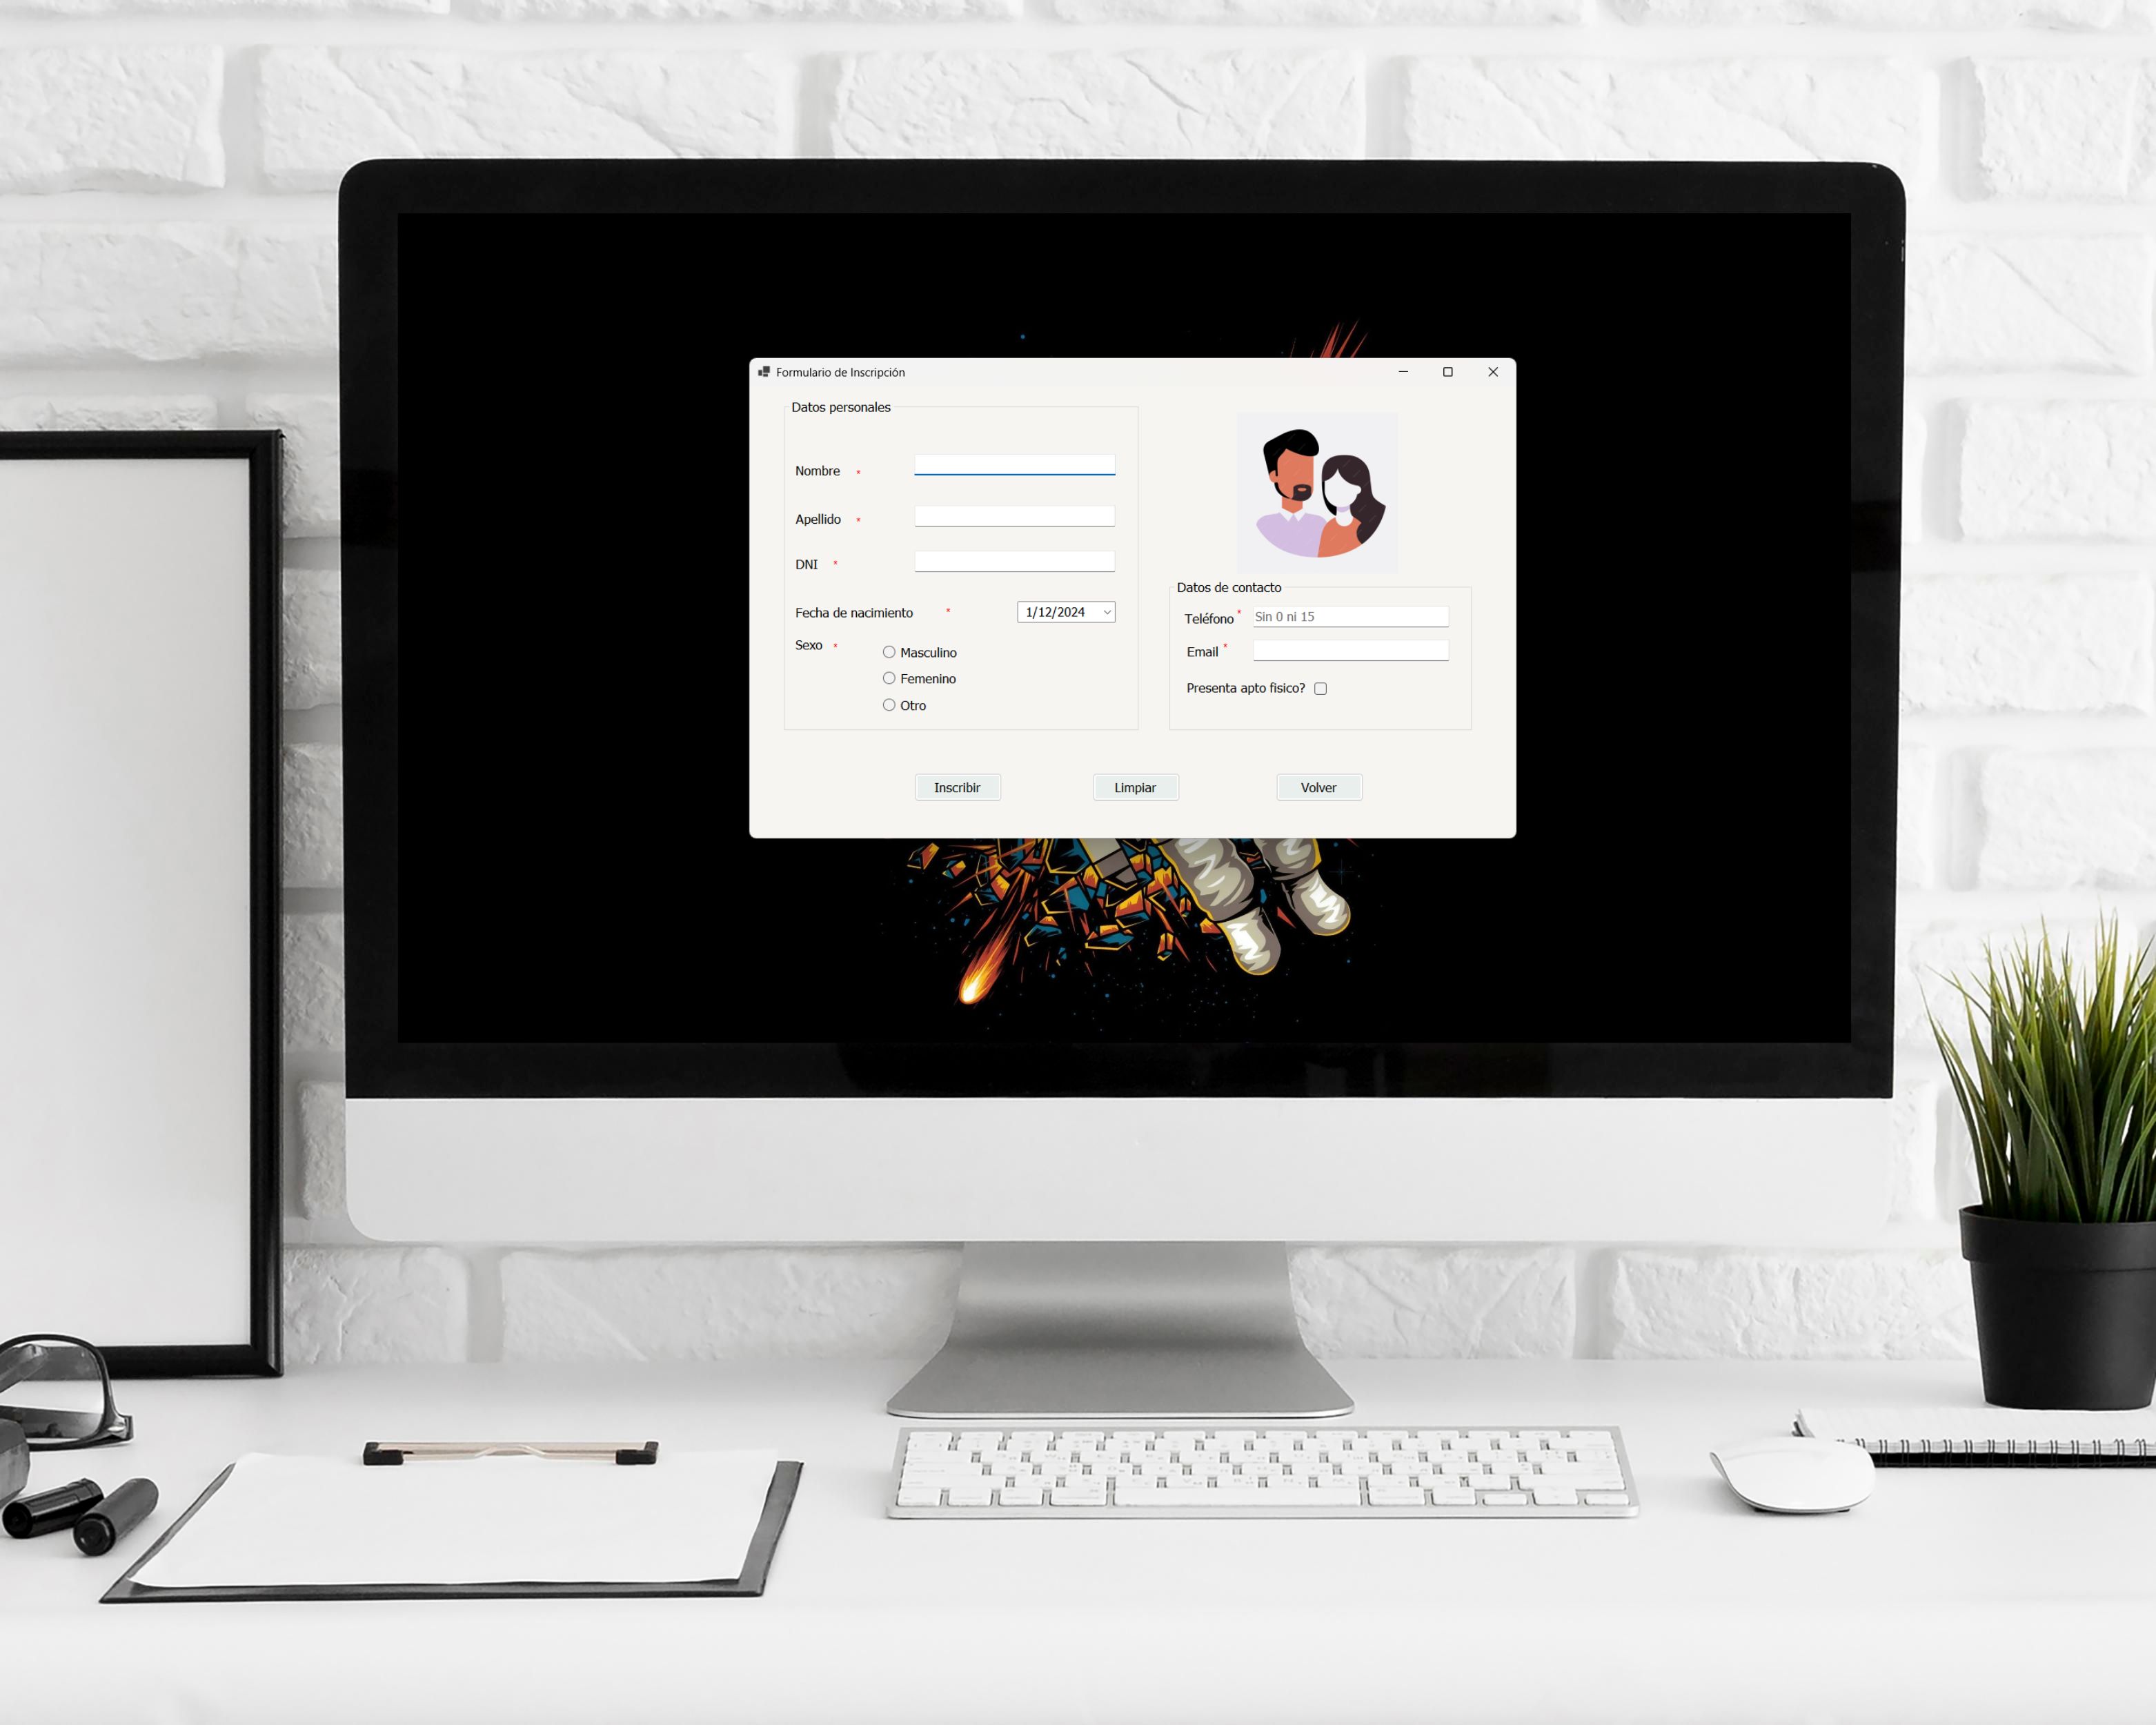 Formulario de Inscripción
Datos personales
Nombre *
Apellido *
DNI *
Fecha de nacimiento * 1/12/2024
Sexo *
Masculino
Femenino
Otro
Datos de contacto
Teléfono * Sin 0 ni 15
Email *
Presenta apto fisico?
Inscribir Limpiar Volver